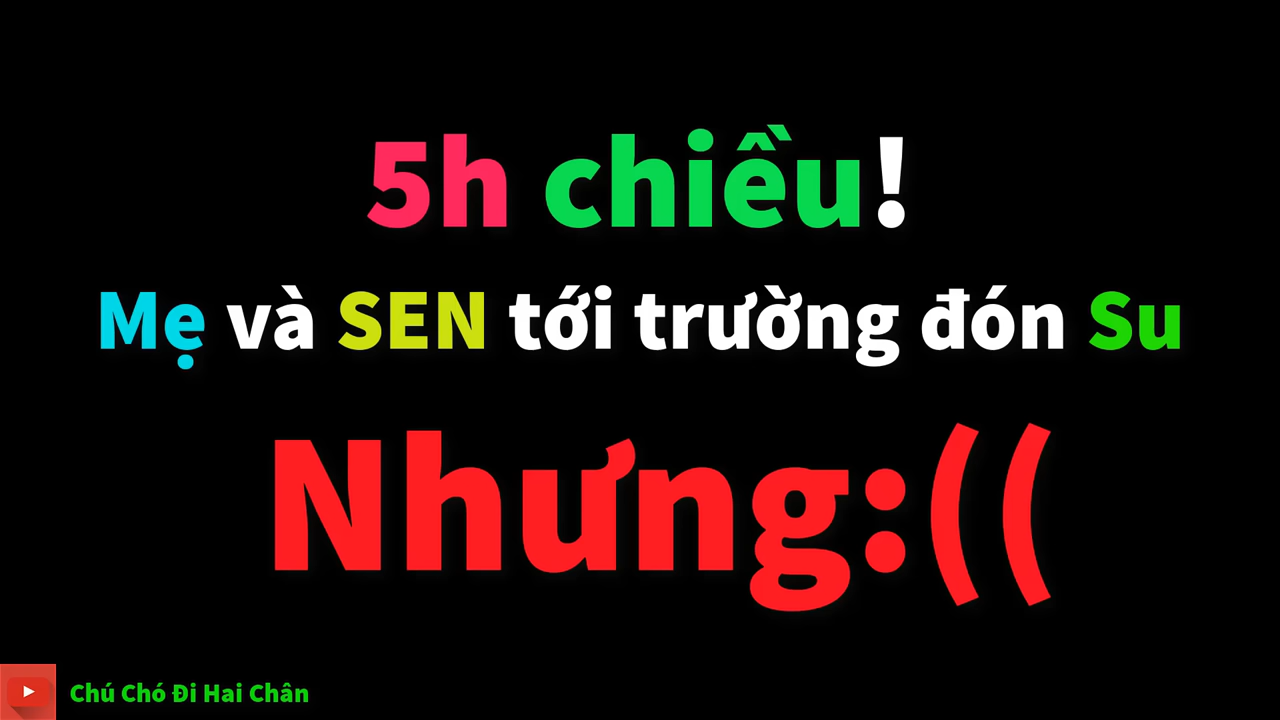 5h chiều!
Mẹ và SEN tới trường đón Su
Nhưng:((
Chú Chó Đi Hai Chân